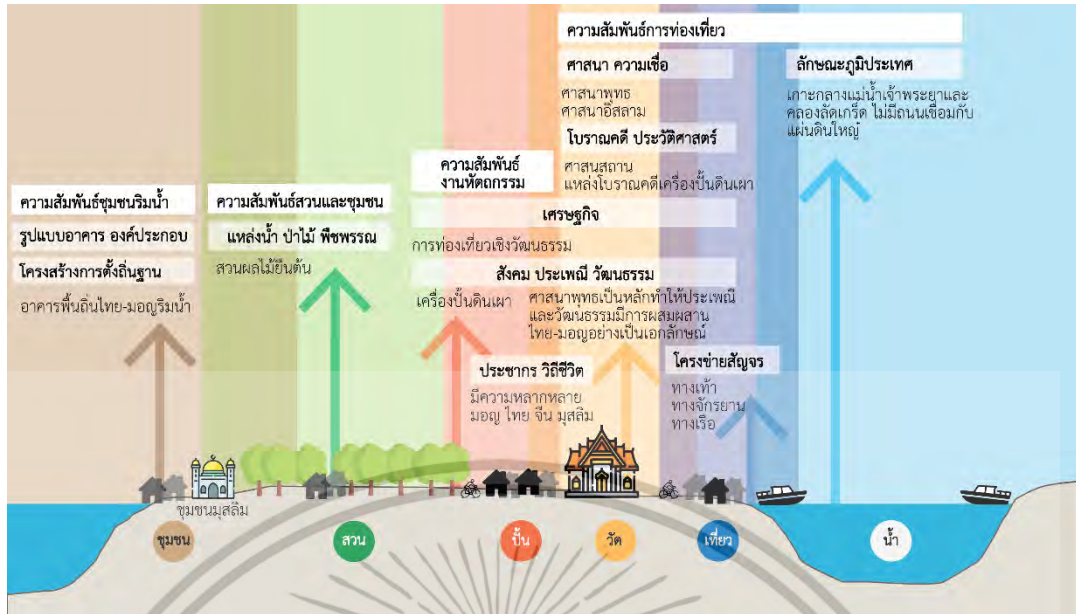 ความสัมพันธ์การท่องเที่ยว
ศาสนา ความเชื่อ
ศาสนาพุทธ
ศาสนาอิสลาม
โบราณคดี ประวัติศาสตร์
ศาสนสถาน
แหล่งโบราณคดีเครื่องปั้นดินเผา
ลักษณะภูมิประเทศ
เกาะกลางแม่น้ำเจ้าพระยาและ
คลองลัดเกร็ด ไม่มีถนนเชื่อมกับ
แผ่นดินใหญ่
ความสัมพันธ์
งานหัตถกรรม
ความสัมพันธ์ชุมชนริมน้ำ
รูปแบบอาคาร องค์ประกอบ
โครงสร้างการตั้งถิ่นฐาน
อาคารพื้นถิ่นไทย-มอญริมน้ำ
ความสัมพันธ์สวนและชุมชน
แหล่งน้ำ ป่าไม้ พืชพรรณ
สวนผลไม้ยืนต้น
เศรษฐกิจ
การท่องเที่ยวเชิงวัฒนธรรม
สังคม ประเพณี วัฒนธรรม
เครื่องปั้นดินเผา
ศาสนาพุทธเป็นหลักทำให้ประเพณี
และวัฒนธรรมมีการผสมผสาน
ไทย-มอญอย่างเป็นเอกลักษณ์
ประชากร วิถีชีวิต
มีความหลากหลาย
มอญ ไทย จีน มุสลิม
โครงข่ายสัญจร
ทางเท้า
ทางจักรยาน
ทางเรือ
ชุมชนมุสลิม
ชุมชน
สวน
ปั้น
วัด
เที่ยว
น้ำ